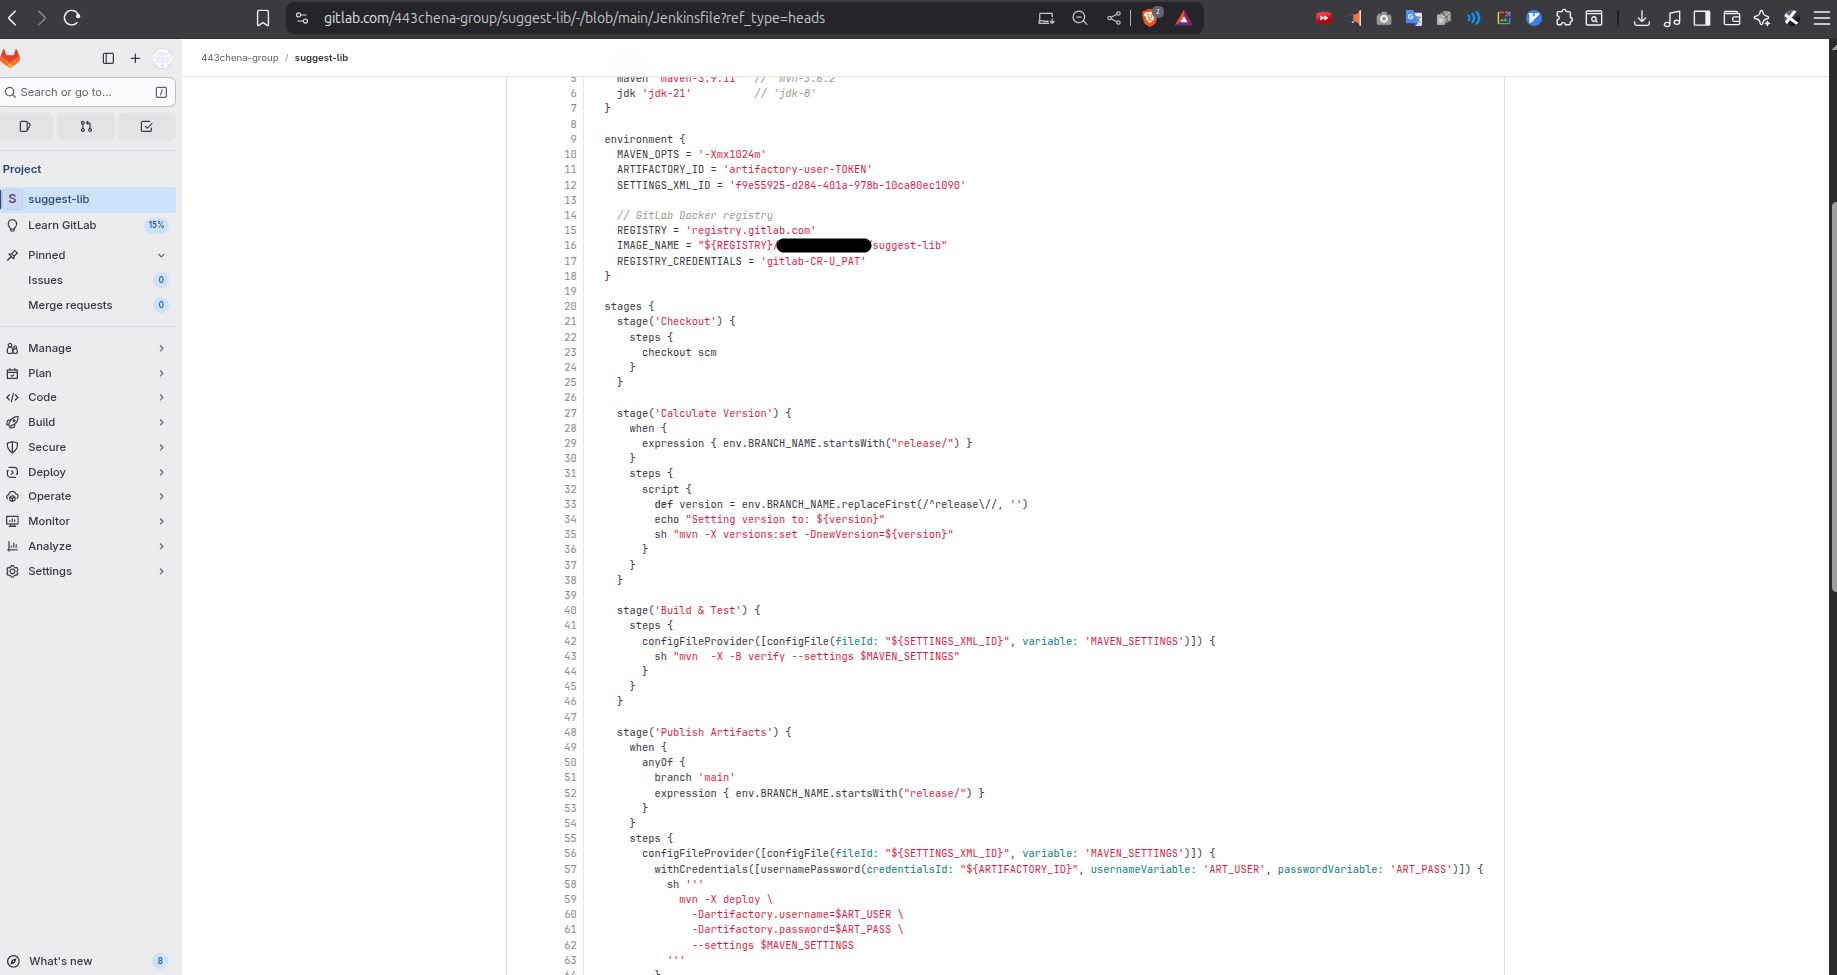 gitlab.com/443chena-group/suggest-lib/-/blob/main/Jenkinsfile?ref_type=heads
2
443chena-group / suggest-lib
Search or go to...
/
Project
S suggest-lib
Learn GitLab 15%
Pinned
Issues 0
Merge requests 0
Manage
Plan
Code
Build
Secure
Deploy
Operate
Monitor
Analyze
Settings
What's new 8
5 maven 'maven-3.9.11' // 'mvn-3.6.2'
6 jdk 'jdk-21' // 'jdk-8'
7 }
8
9 environment {
10 MAVEN_OPTS = '-Xmx1024m'
11 ARTIFACTORY_ID = 'artifactory-user-TOKEN'
12 SETTINGS_XML_ID = 'f9e55925-d284-401a-978b-10ca80ec1090'
13
14 // GitLab Docker registry
15 REGISTRY = 'registry.gitlab.com'
16 IMAGE_NAME = "${REGISTRY}/ suggest-lib"
17 REGISTRY_CREDENTIALS = 'gitlab-CR-U_PAT'
18 }
19
20 stages {
21 stage('Checkout') {
22 steps {
23 checkout scm
24 }
25 }
26
27 stage('Calculate Version') {
28 when {
29 expression { env.BRANCH_NAME.startsWith("release/") }
30 }
31 steps {
32 script {
33 def version = env.BRANCH_NAME.replaceFirst(/^release\//, '')
34 echo "Setting version to: ${version}"
35 sh "mvn -X versions:set -DnewVersion=${version}"
36 }
37 }
38 }
39
40 stage('Build & Test') {
41 steps {
42 configFileProvider([configFile(fileId: "${SETTINGS_XML_ID}", variable: 'MAVEN_SETTINGS')]) {
43 sh "mvn  -X -B verify --settings $MAVEN_SETTINGS"
44 }
45 }
46 }
47
48 stage('Publish Artifacts') {
49 when {
50 anyOf {
51 branch 'main'
52 expression { env.BRANCH_NAME.startsWith("release/") }
53 }
54 }
55 steps {
56 configFileProvider([configFile(fileId: "${SETTINGS_XML_ID}", variable: 'MAVEN_SETTINGS')]) {
57 withCredentials([usernamePassword(credentialsId: "${ARTIFACTORY_ID}", usernameVariable: 'ART_USER', passwordVariable: 'ART_PASS')]) {
58 sh '''
59 mvn -X deploy \
60 -Dartifactory.username=$ART_USER \
61 -Dartifactory.password=$ART_PASS \
62 --settings $MAVEN_SETTINGS
63 '''
64 }